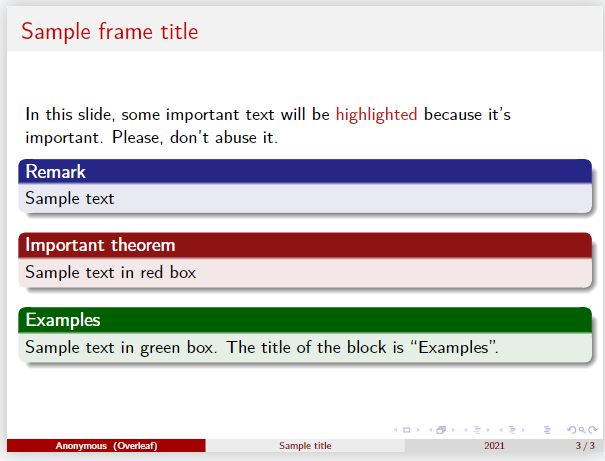 Sample frame title
In this slide, some important text will be highlighted because it's
important. Please, don't abuse it.
Remark
Sample text
Important theorem
Sample text in red box
Examples
Sample text in green box. The title of the block is “Examples”.
Anonymous (Overleaf) Sample title 2021 3 / 3